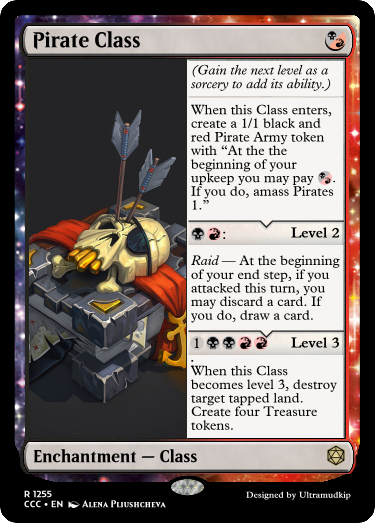 Pirate Class
(Gain the next level as a
sorcery to add its ability.)
When this Class enters,
create a 1/1 black and
red Pirate Army token
with “At the the
beginning of your
upkeep you may pay .
If you do, amass Pirates
1.”
: Level 2
Raid — At the beginning
of your end step, if you
attacked this turn, you
may discard a card. If
you do, draw a card.
1 Level 3
.
When this Class
becomes level 3, destroy
target tapped land.
Create four Treasure
tokens.
Enchantment — Class
R 1255
CCC • EN Alena Pliushcheva
Designed by Ultramudkip